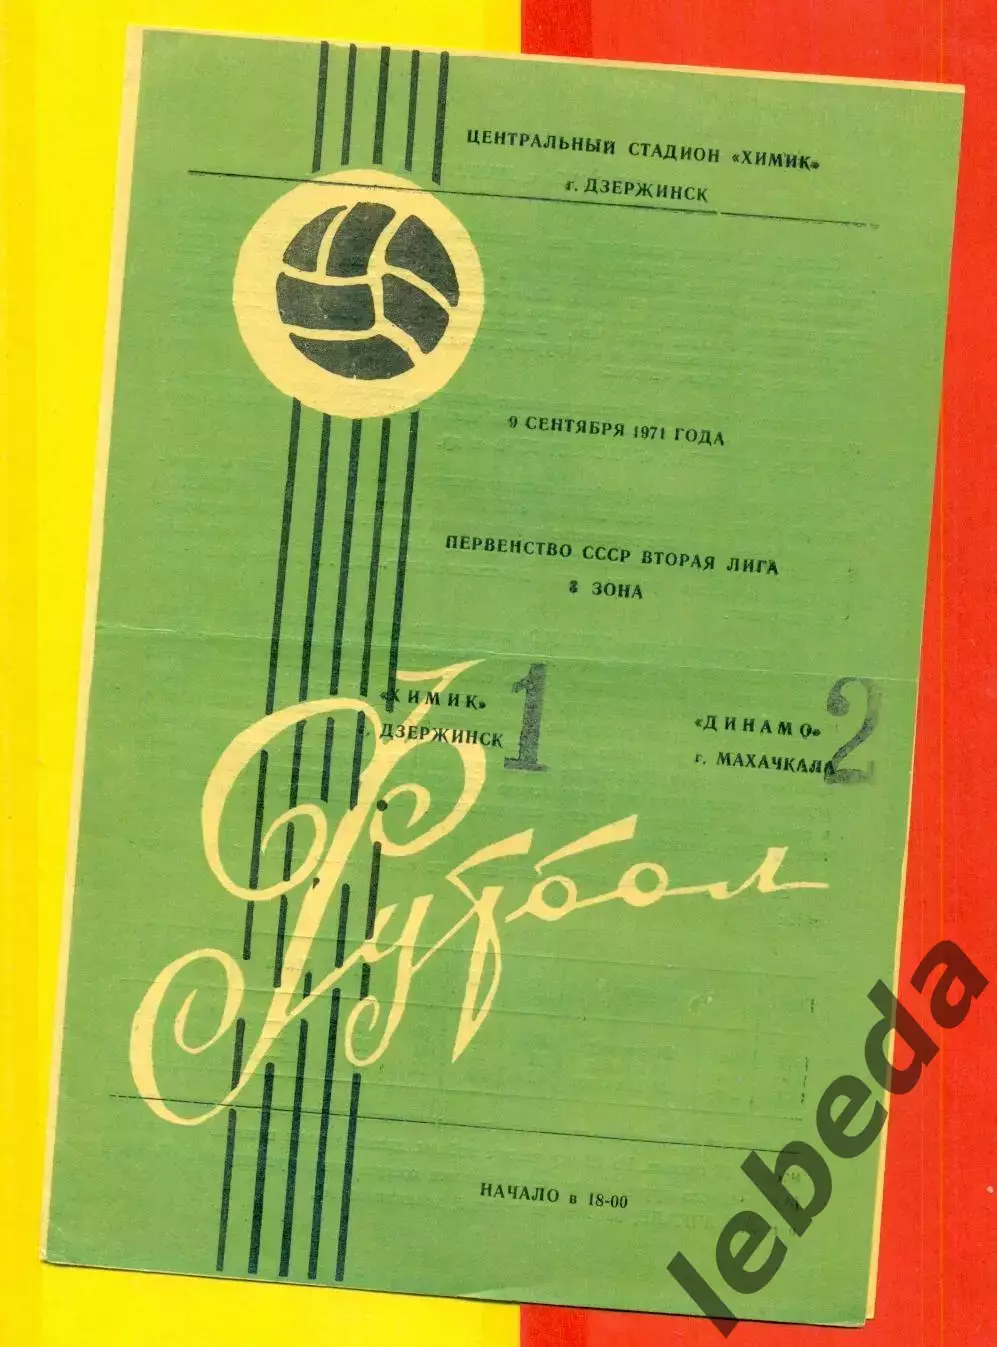 ЦЕНТРАЛЬНЫЙ СТАДИОН «ХИМИК»
г. ДЗЕРЖИНСК
9 СЕНТЯБРЯ 1971 ГОДА
ПЕРВЕНСТВО СССР ВТОРАЯ ЛИГА
3 ЗОНА
«ХИМИК» 1 «ДИНАМО» 2
г. ДЗЕРЖИНСК г. МАХАЧКАЛА
Футбол
НАЧАЛО в 18-00
lebeda